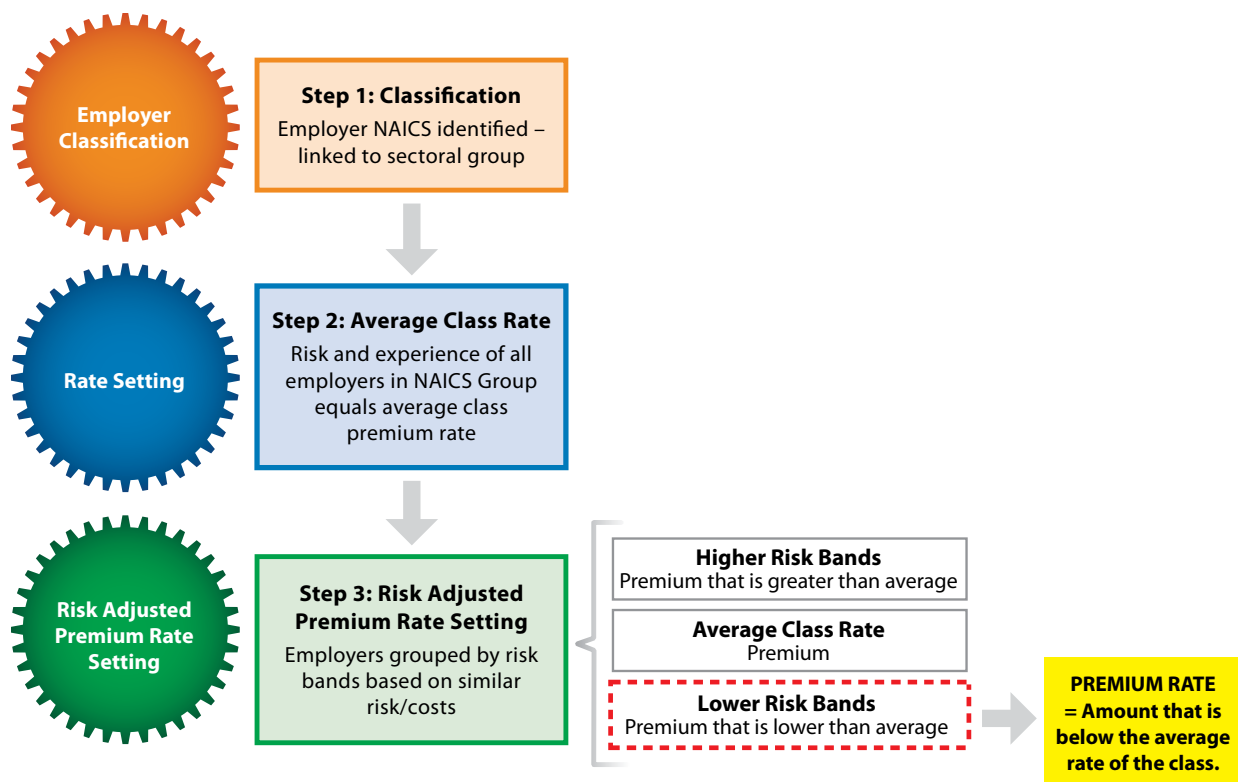 Employer
Classification
Step 1: Classification
Employer NAICS identified –
linked to sectoral group
Rate Setting
Step 2: Average Class Rate
Risk and experience of all
employers in NAICS Group
equals average class
premium rate
Risk Adjusted
Premium Rate
Setting
Step 3: Risk Adjusted
Premium Rate Setting
Employers grouped by risk
bands based on similar
risk/costs
Higher Risk Bands
Premium that is greater than average
Average Class Rate
Premium
Lower Risk Bands
Premium that is lower than average
PREMIUM RATE
= Amount that is
below the average
rate of the class.